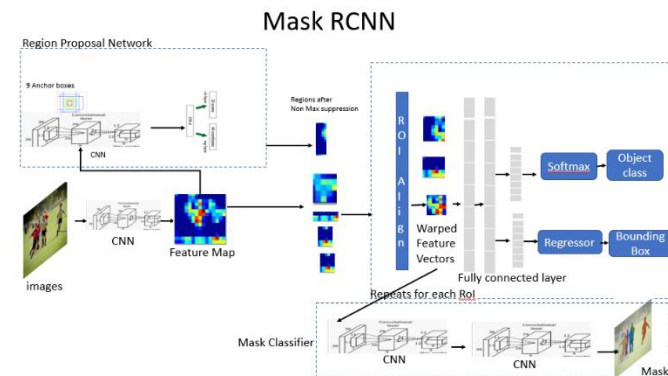 Mask RCNN
Region Proposal Network
9 Anchor boxes
CNN
Regions after
Non Max suppression
ROI Align
Warped
Feature
Vectors
Softmax
Object
class
Regressor
Bounding
Box
Fully connected layer
images
CNN
Feature Map
Repeats for each RoI
Mask Classifier
CNN
CNN
Mask